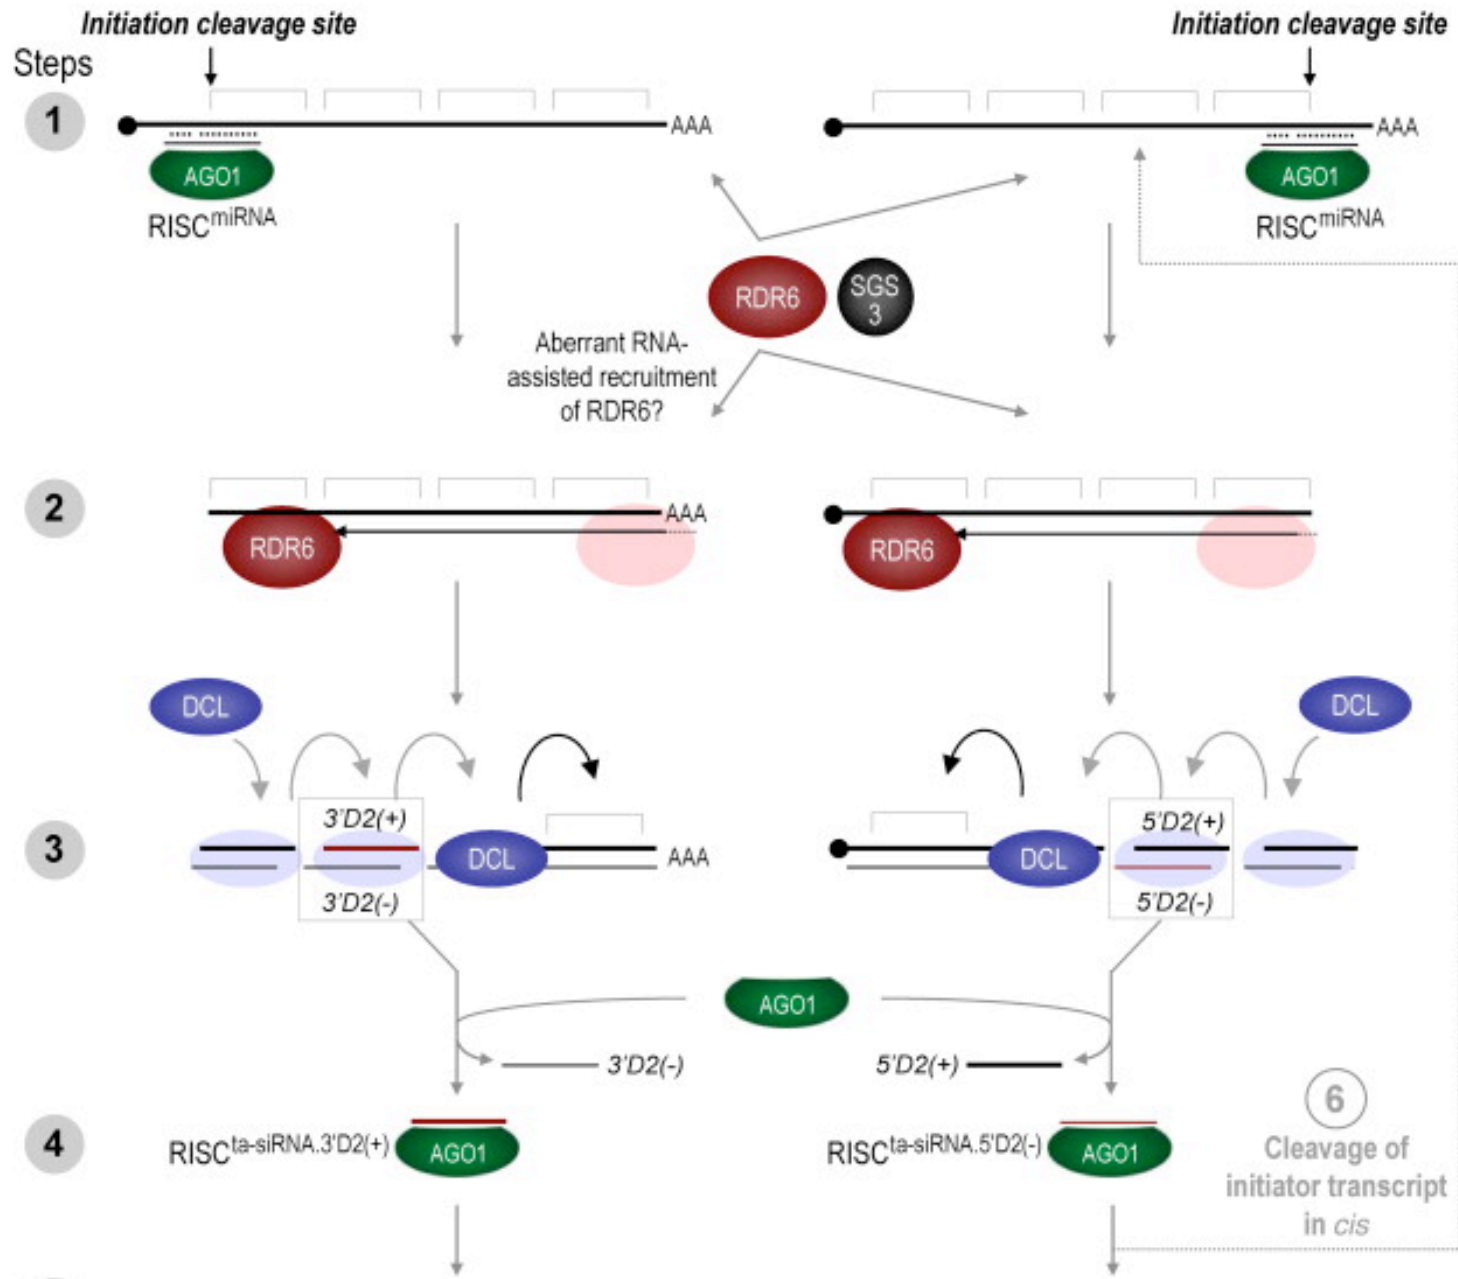 Initiation cleavage site
Initiation cleavage site
Steps
1
AAA
AAA
AGO1
AGO1
RISCmiRNA
RISCmiRNA
RDR6
SGS
3
Aberrant RNA-
assisted recruitment
of RDR6?
2
AAA
RDR6
RDR6
DCL
DCL
3'D2(+)
5'D2(+)
3
DCL
AAA
DCL
3'D2(-)
5'D2(-)
AGO1
3'D2(-)
5'D2(+)
6
4
RISCta-siRNA.3'D2(+)
AGO1
RISCta-siRNA.5'D2(-)
AGO1
Cleavage of
initiator transcript
in cis